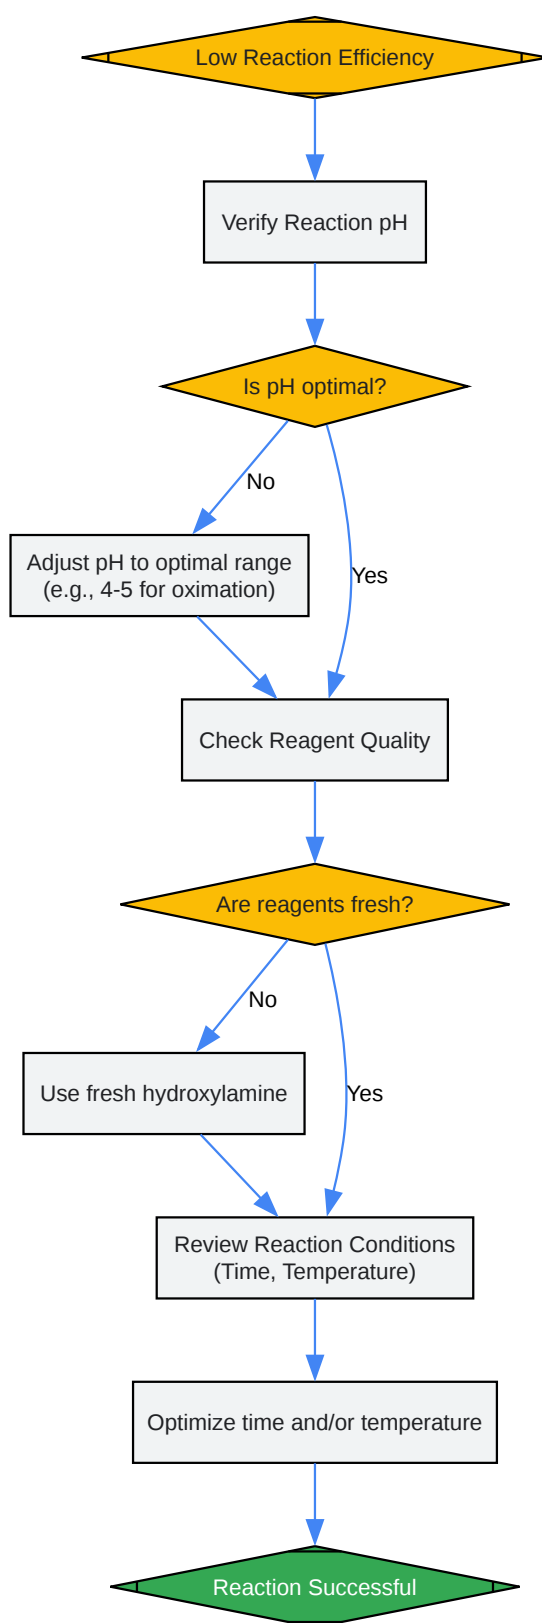 Low Reaction Efficiency
Verify Reaction pH
Is pH optimal?
No
Adjust pH to optimal range
(e.g., 4-5 for oximation)
Yes
Check Reagent Quality
Are reagents fresh?
No
Use fresh hydroxylamine
Yes
Review Reaction Conditions
(Time, Temperature)
Optimize time and/or temperature
Reaction Successful